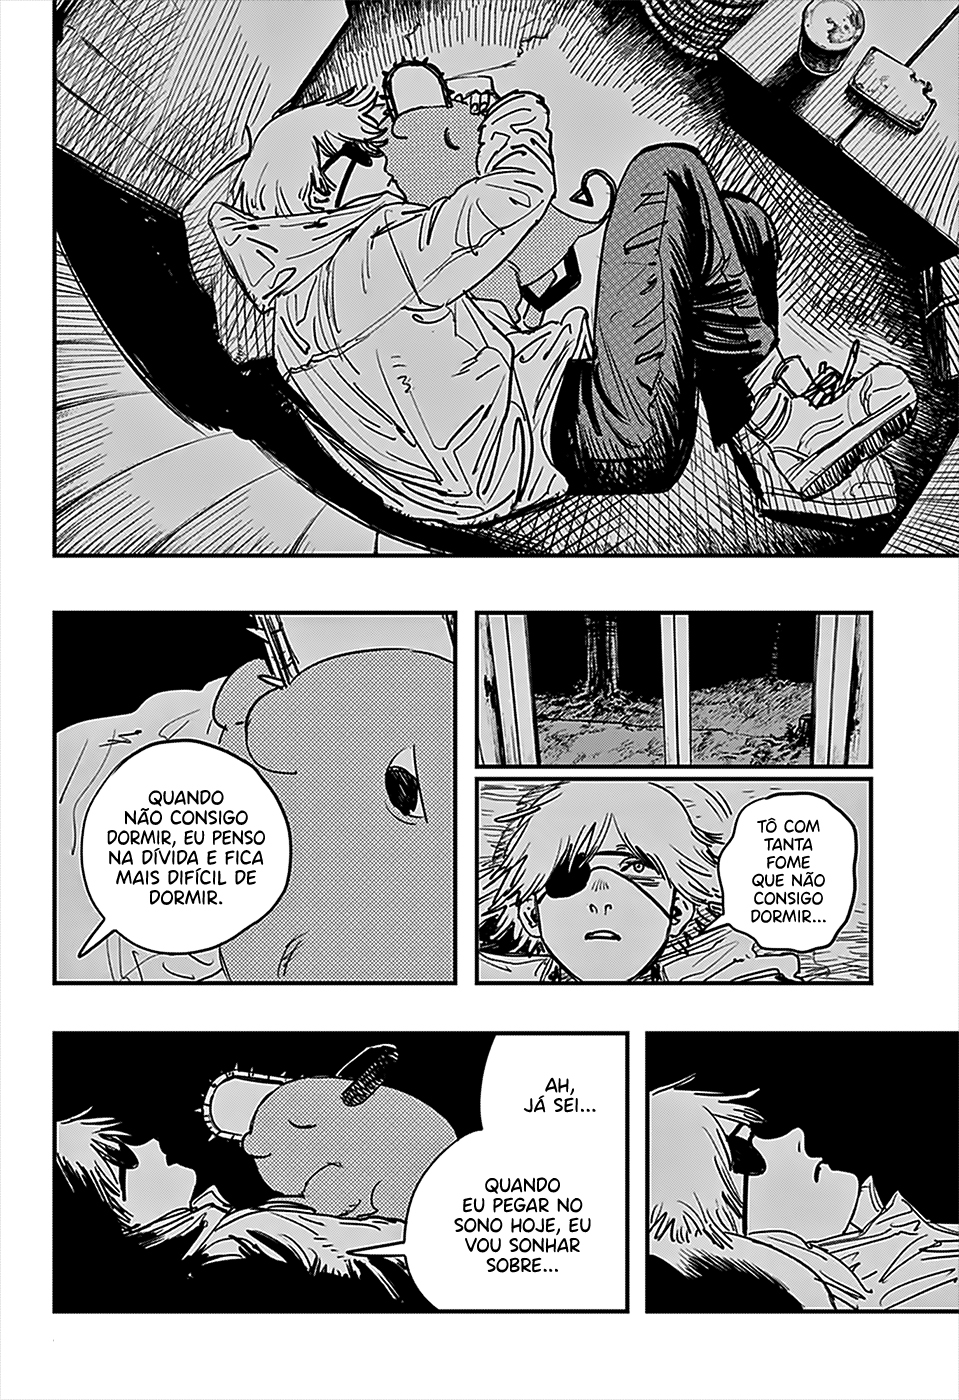 TÔ COM
TANTA
FOME
QUE NÃO
CONSIGO
DORMIR...
QUANDO
NÃO CONSIGO
DORMIR, EU PENSO
NA DÍVIDA E FICA
MAIS DIFÍCIL DE
DORMIR.
AH,
JÁ SEI...
QUANDO
EU PEGAR NO
SONO HOJE, EU
VOU SONHAR
SOBRE...